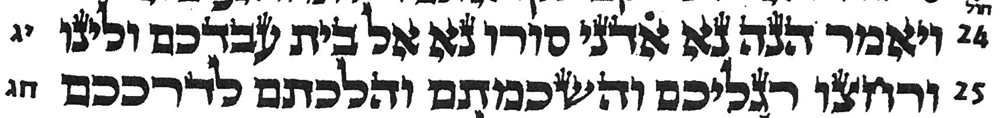 24 ויאמר הנה נא אדני סורו נא אל בית עבדכם ולינו יג
25 ורחצו רגליכם והשכמתם והלכתם לדרככם חג